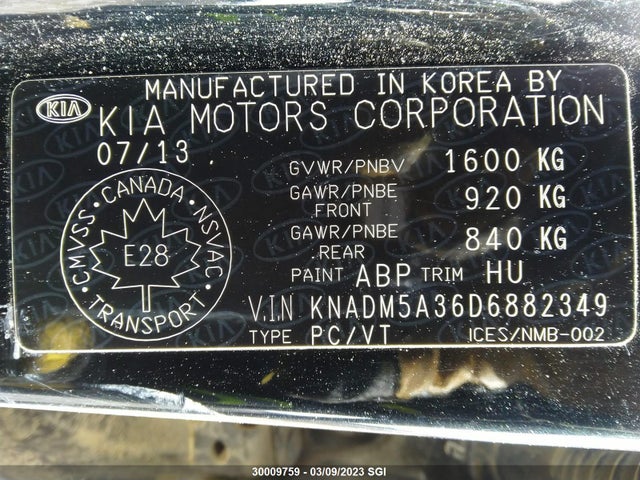 MANUFACTURED IN KOREA BY
KIA KIA MOTORS CORPORATION
07/13
GVWR/PNBV 1600 KG
GAWR/PNBE FRONT 920 KG
GAWR/PNBE REAR 840 KG
CMVSS · CANADA · NSVAC
E28
TRANSPORT
PAINT ABP TRIM HU
V.I.N KNADM5A36D6882349
TYPE PC/VT ICES/NMB-002
30009759 — 03/09/2023 SGI